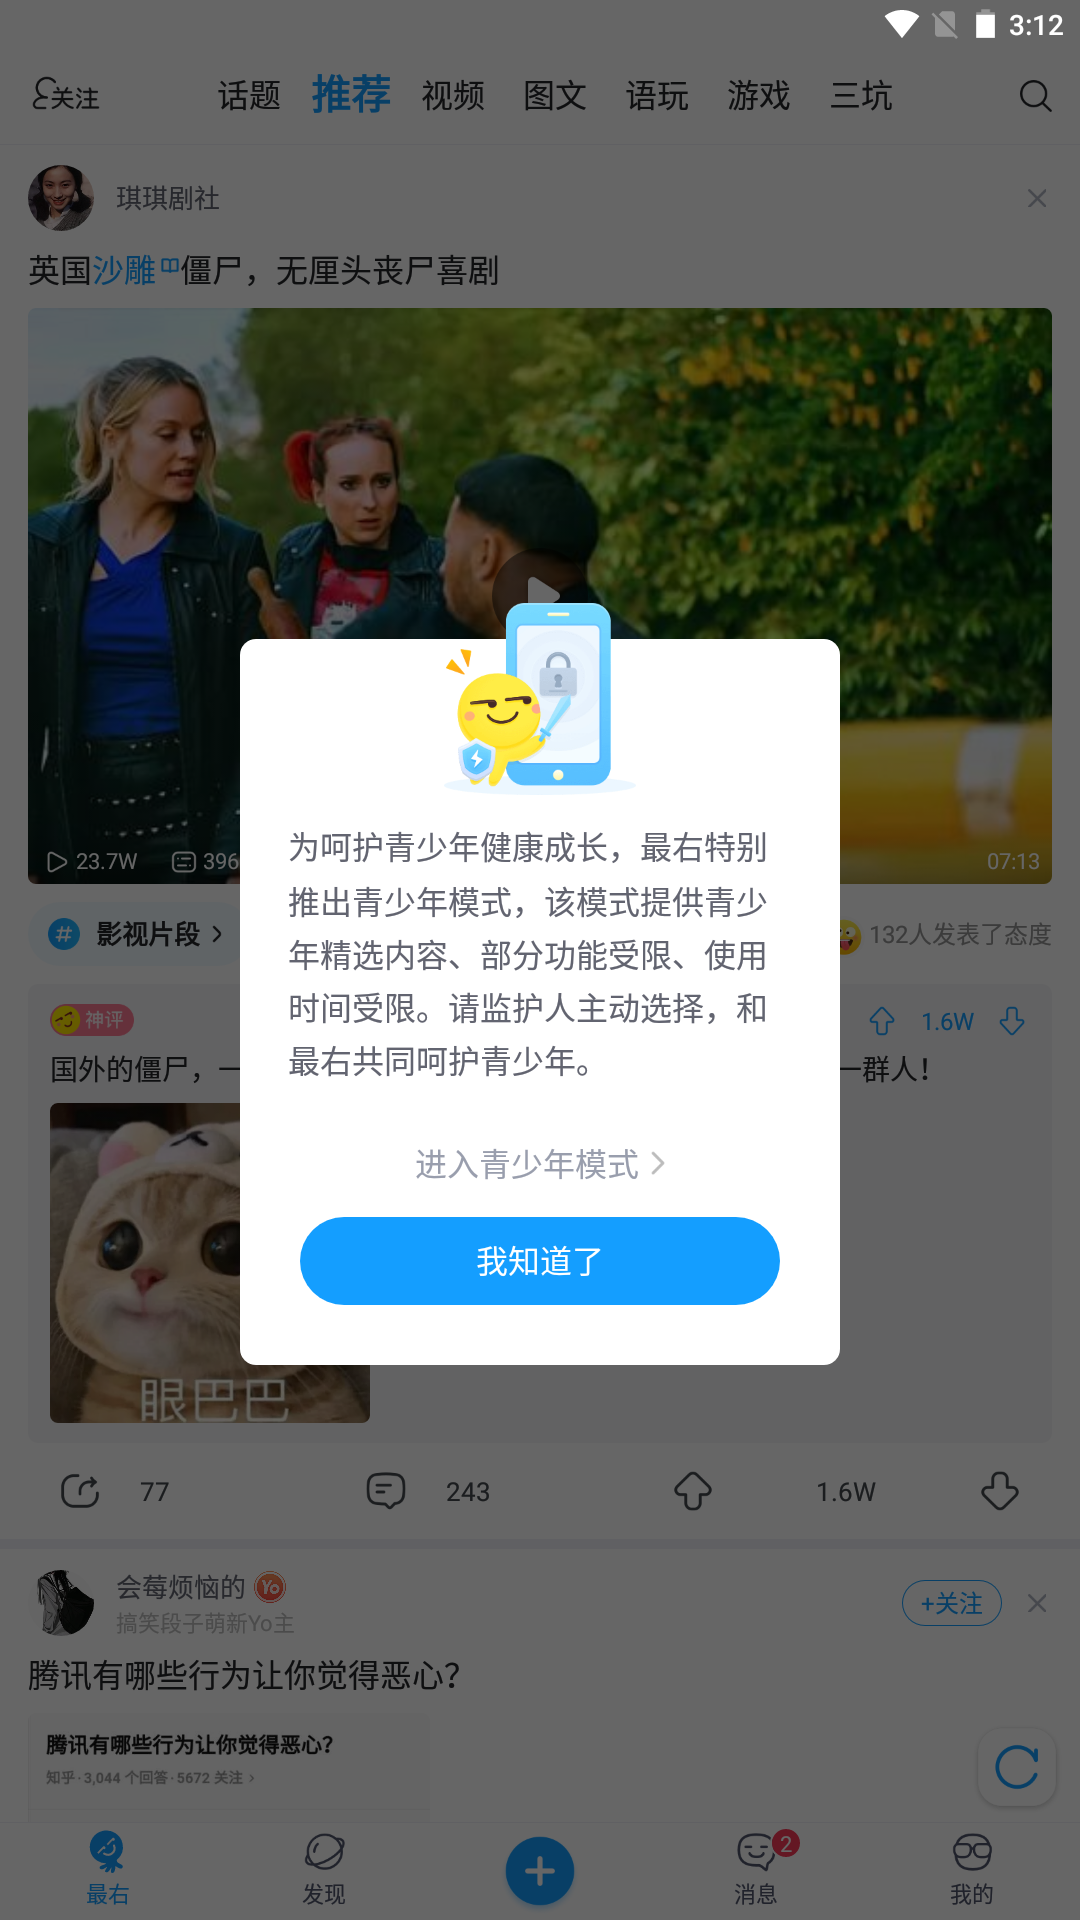 3:12
关注 话题 推荐 视频 图文 语玩 游戏 三坑
琪琪剧社
英国沙雕僵尸，无厘头丧尸喜剧
23.7W 396 07:13
影视片段 132人发表了态度
神评 1.6W
国外的僵尸，一 一群人！
眼巴巴
为呵护青少年健康成长，最右特别
推出青少年模式，该模式提供青少
年精选内容、部分功能受限、使用
时间受限。请监护人主动选择，和
最右共同呵护青少年。
进入青少年模式
我知道了
77 243 1.6W
会莓烦恼的 Yo
搞笑段子萌新Yo主
+关注
腾讯有哪些行为让你觉得恶心？
腾讯有哪些行为让你觉得恶心？
知乎·3,044 个回答·5672 关注
最右 发现 消息 2 我的